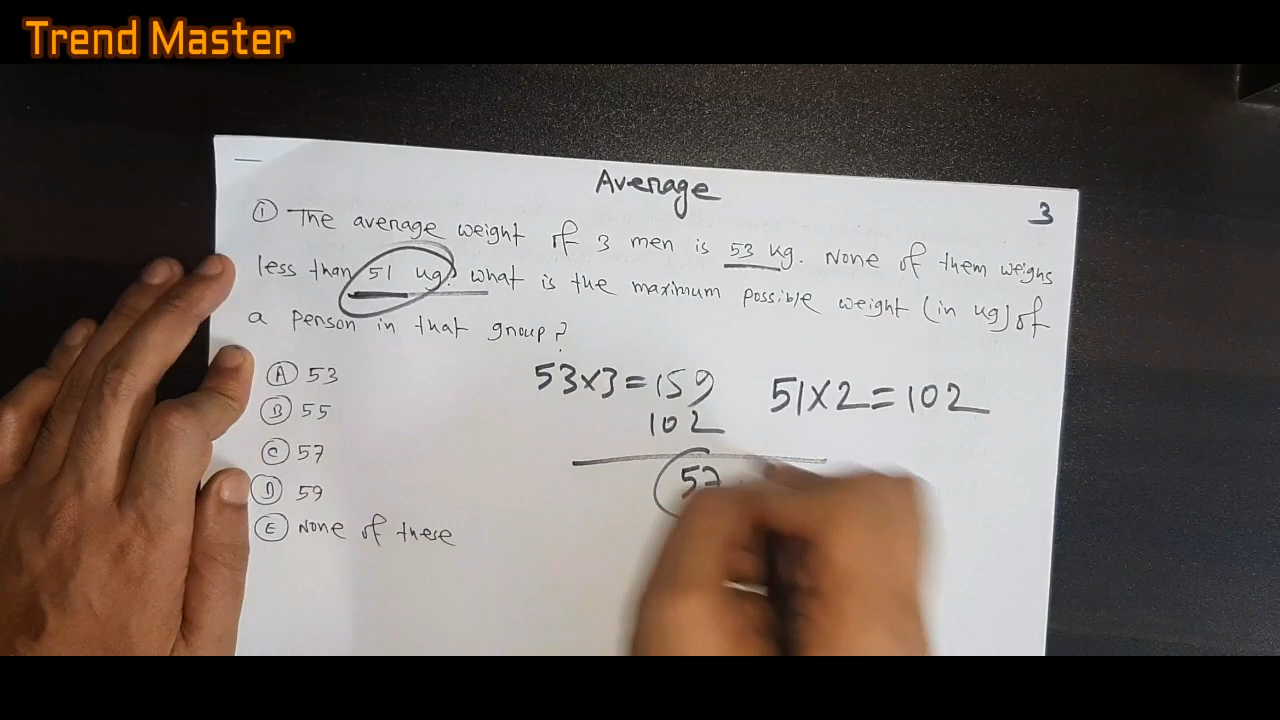 Trend Master
Average
3
① The average weight of 3 men is 53 kg. None of them weighs
less than 51 kg. what is the maximum possible weight (in kg) of
a person in that group?
Ⓐ 53
Ⓑ 55
Ⓒ 57
Ⓓ 59
Ⓔ None of these
53×3=159
102
57
51×2=102